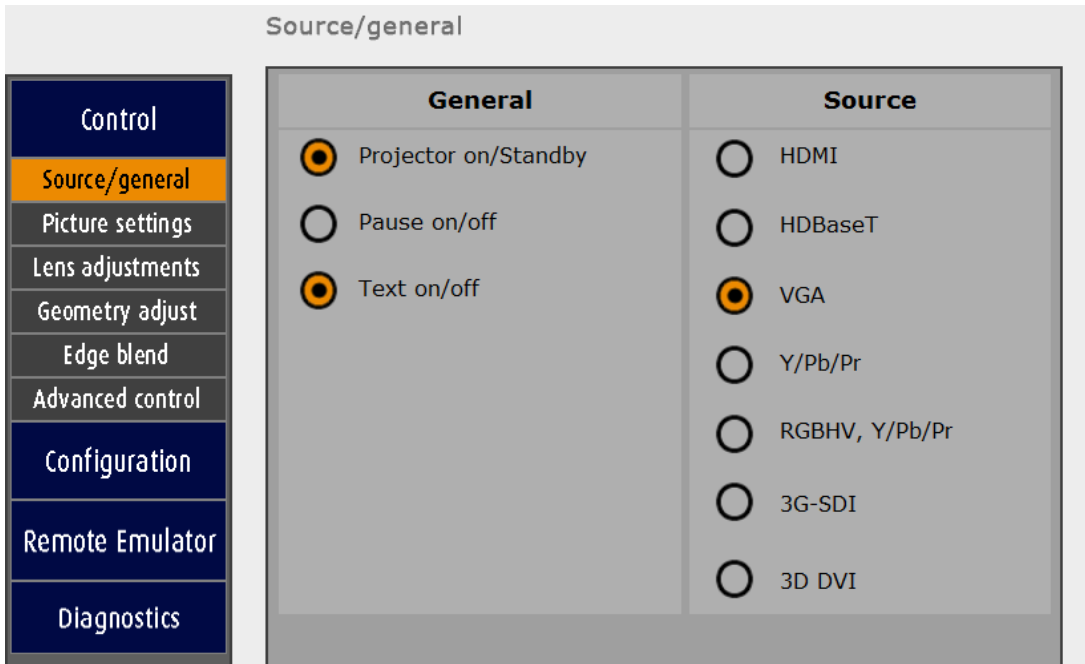 Source/general
Control
Source/general
Picture settings
Lens adjustments
Geometry adjust
Edge blend
Advanced control
Configuration
Remote Emulator
Diagnostics
General
Projector on/Standby
Pause on/off
Text on/off
Source
HDMI
HDBaseT
VGA
Y/Pb/Pr
RGBHV, Y/Pb/Pr
3G-SDI
3D DVI